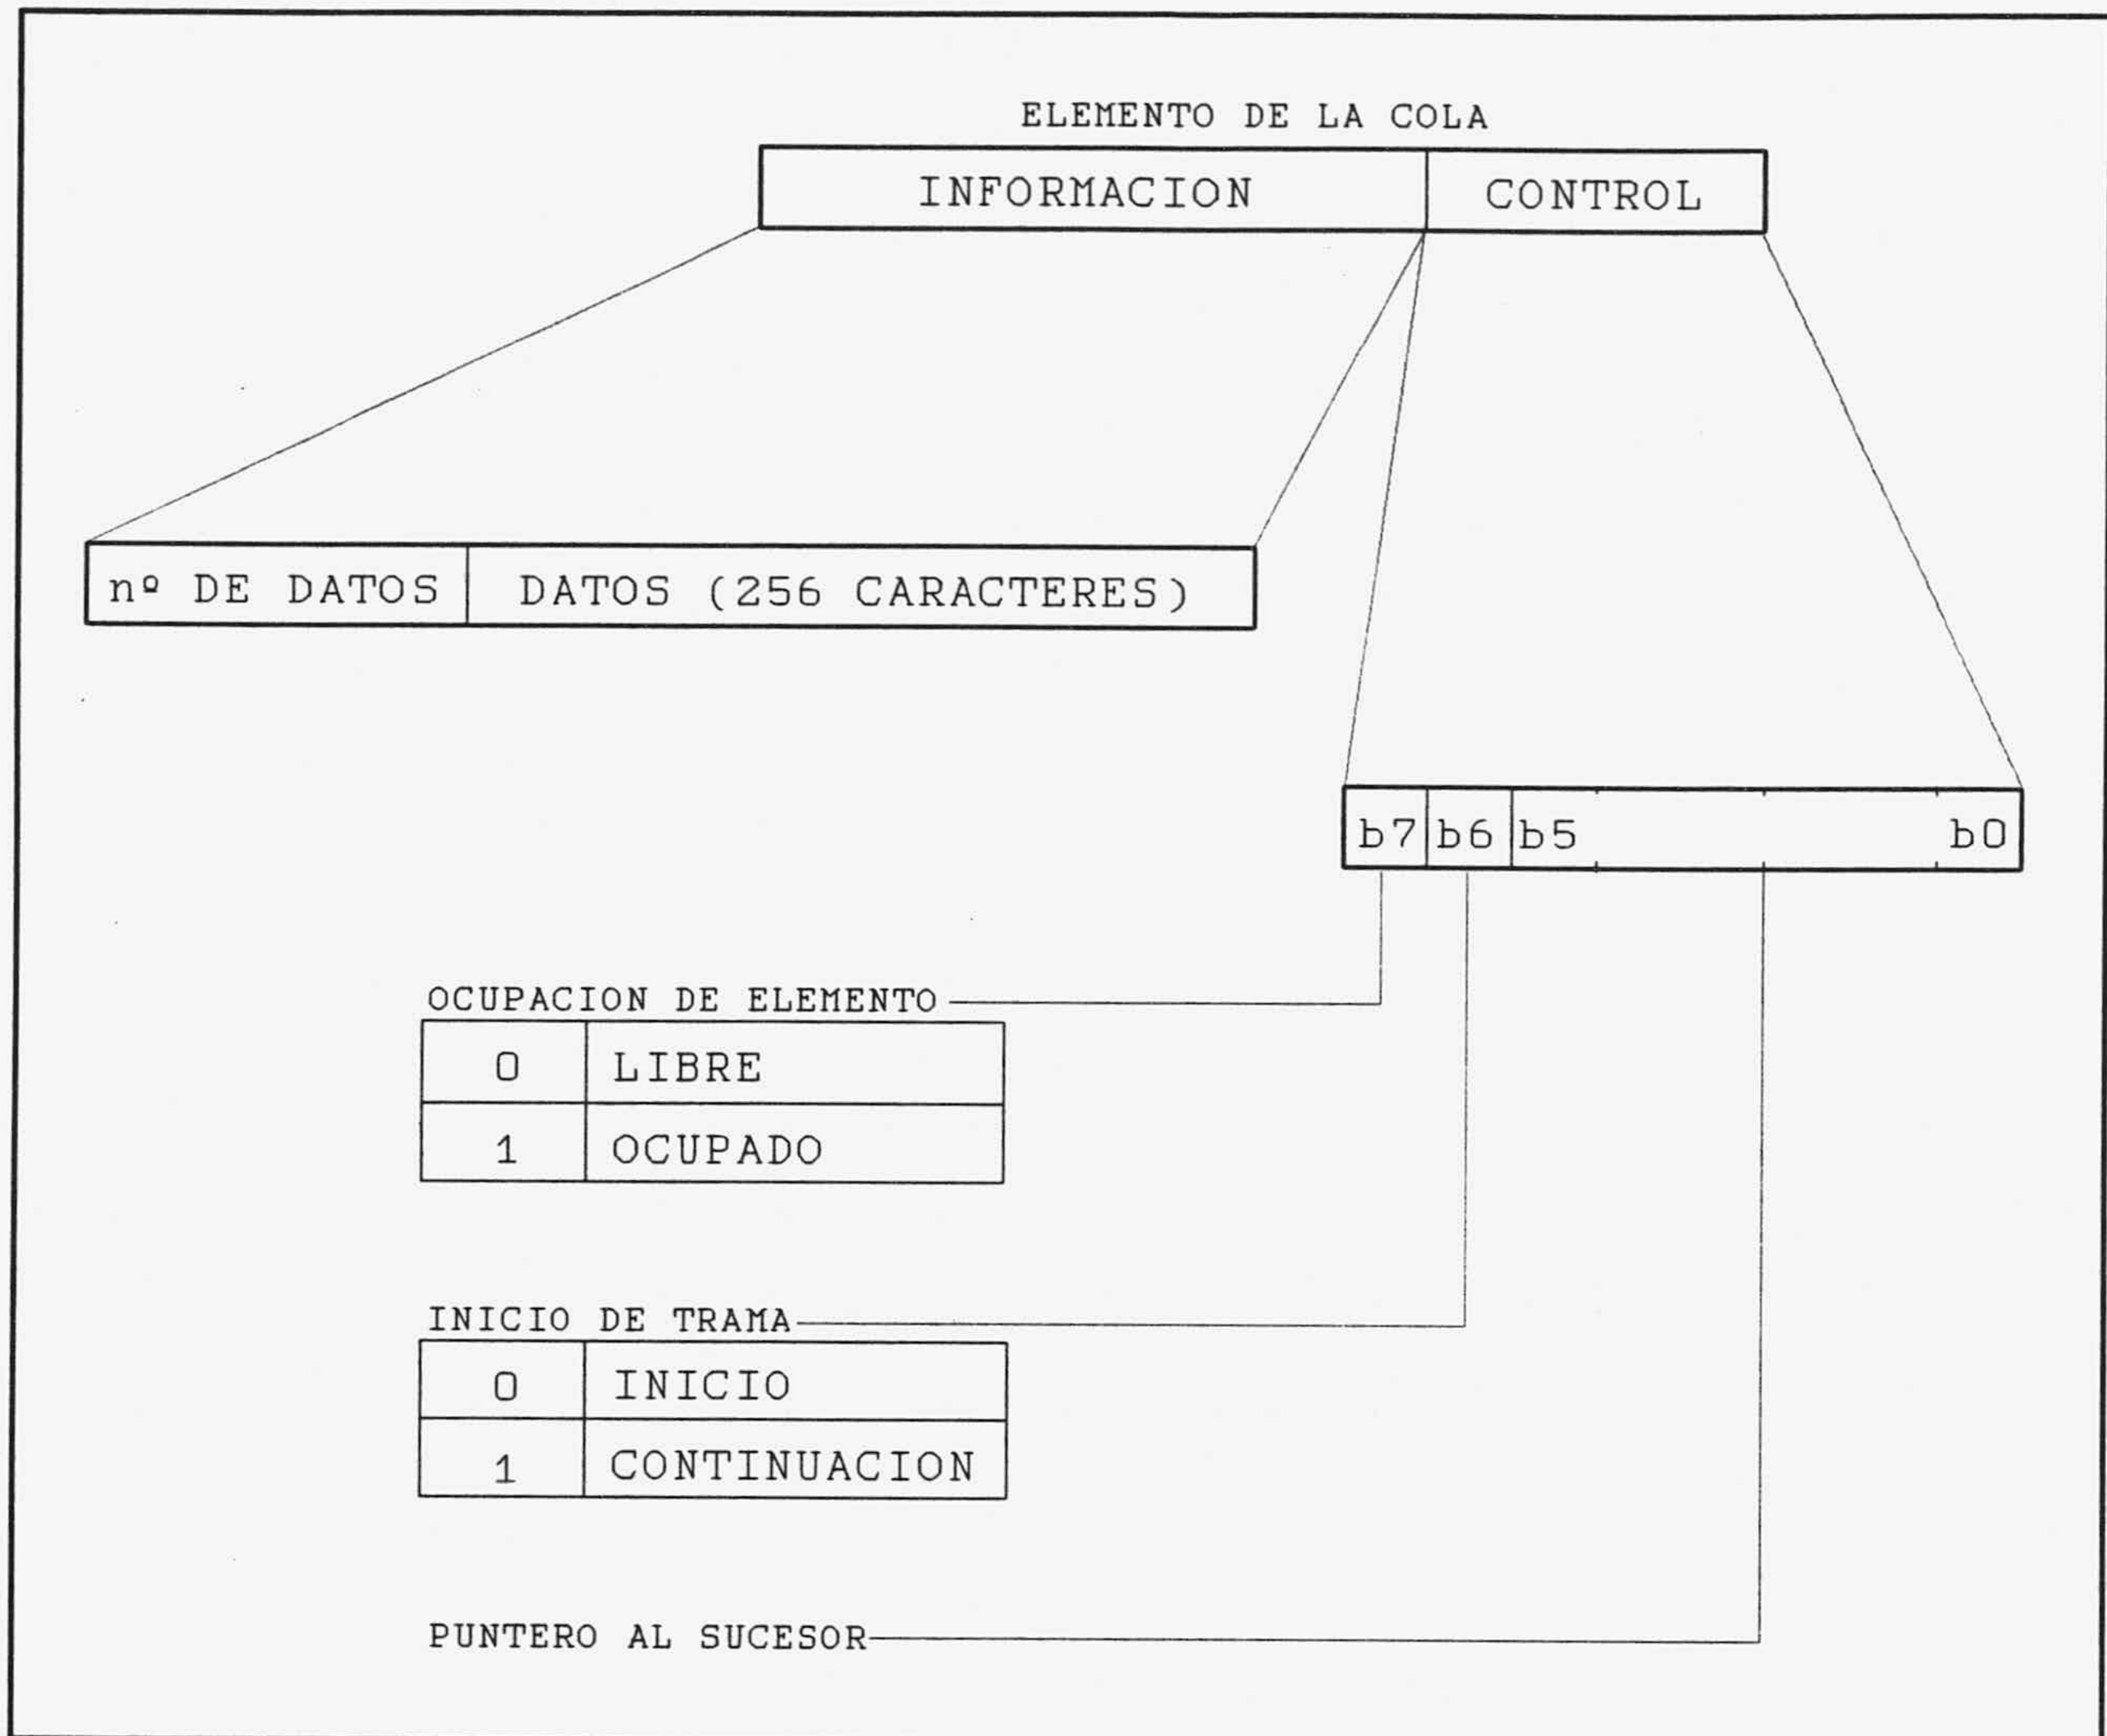 ELEMENTO DE LA COLA
INFORMACION CONTROL
nº DE DATOS DATOS (256 CARACTERES)
b7 b6 b5 b0
OCUPACION DE ELEMENTO
0 LIBRE
1 OCUPADO
INICIO DE TRAMA
0 INICIO
1 CONTINUACION
PUNTERO AL SUCESOR